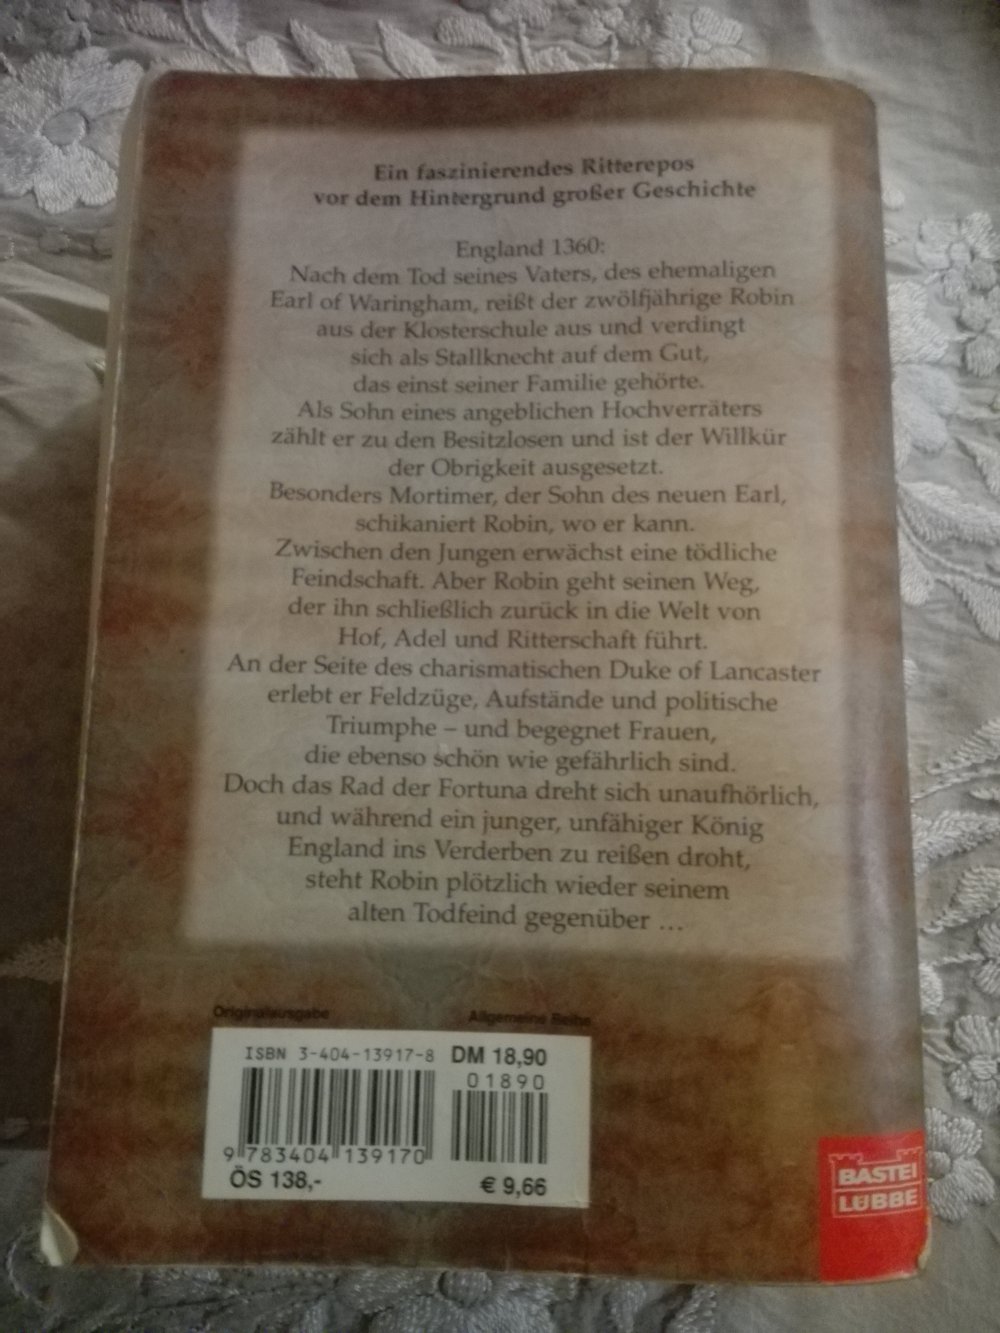 Ein faszinierendes Ritterepos
vor dem Hintergrund großer Geschichte
England 1360:
Nach dem Tod seines Vaters, des ehemaligen
Earl of Waringham, reißt der zwölfjährige Robin
aus der Klosterschule aus und verdingt
sich als Stallknecht auf dem Gut,
das einst seiner Familie gehörte.
Als Sohn eines angeblichen Hochverräters
zählt er zu den Besitzlosen und ist der Willkür
der Obrigkeit ausgesetzt.
Besonders Mortimer, der Sohn des neuen Earl,
schikaniert Robin, wo er kann.
Zwischen den Jungen erwächst eine tödliche
Feindschaft. Aber Robin geht seinen Weg,
der ihn schließlich zurück in die Welt von
Hof, Adel und Ritterschaft führt.
An der Seite des charismatischen Duke of Lancaster
erlebt er Feldzüge, Aufstände und politische
Triumphe – und begegnet Frauen,
die ebenso schön wie gefährlich sind.
Doch das Rad der Fortuna dreht sich unaufhörlich,
und während ein junger, unfähiger König
England ins Verderben zu reißen droht,
steht Robin plötzlich wieder seinem
alten Todfeind gegenüber …
Originalausgabe Allgemeine Reihe
ISBN 3-404-13917-8 DM 18,90
01890
9 783404 139170
ÖS 138,- € 9,66
BASTEI
LÜBBE